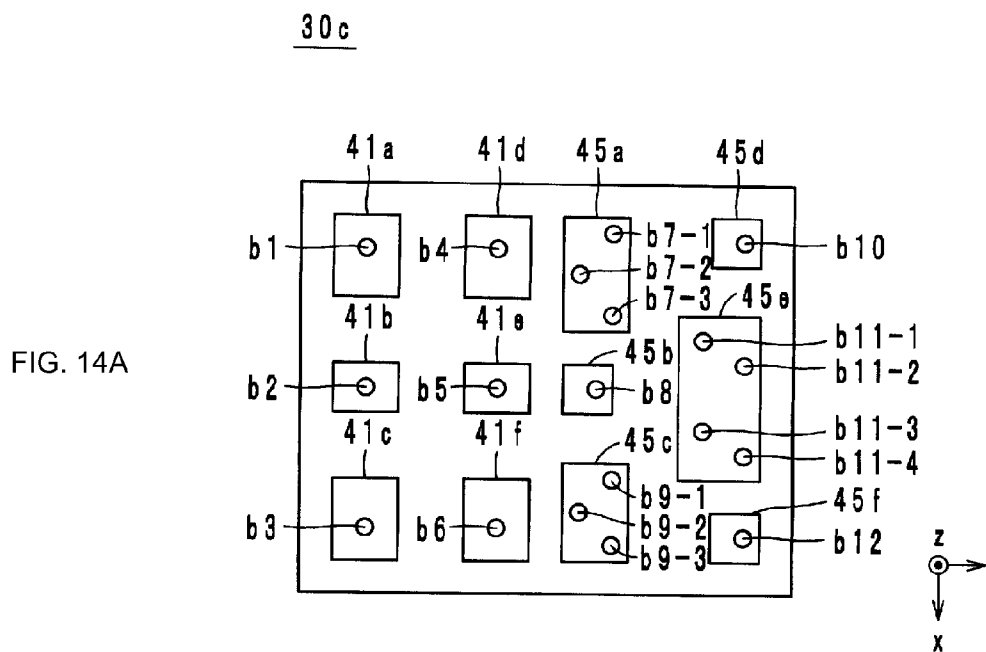 30c
41a 41d 45a 45d
b1 b4 b7-1 b10
b7-2
b7-3
41b 41e 45e
b11-1
FIG. 14A
45b
b2 b5 b8 b11-2
41c 41f 45c b11-3
b11-4
b9-1 45f
b3 b6 b9-2 b12
b9-3
z
x